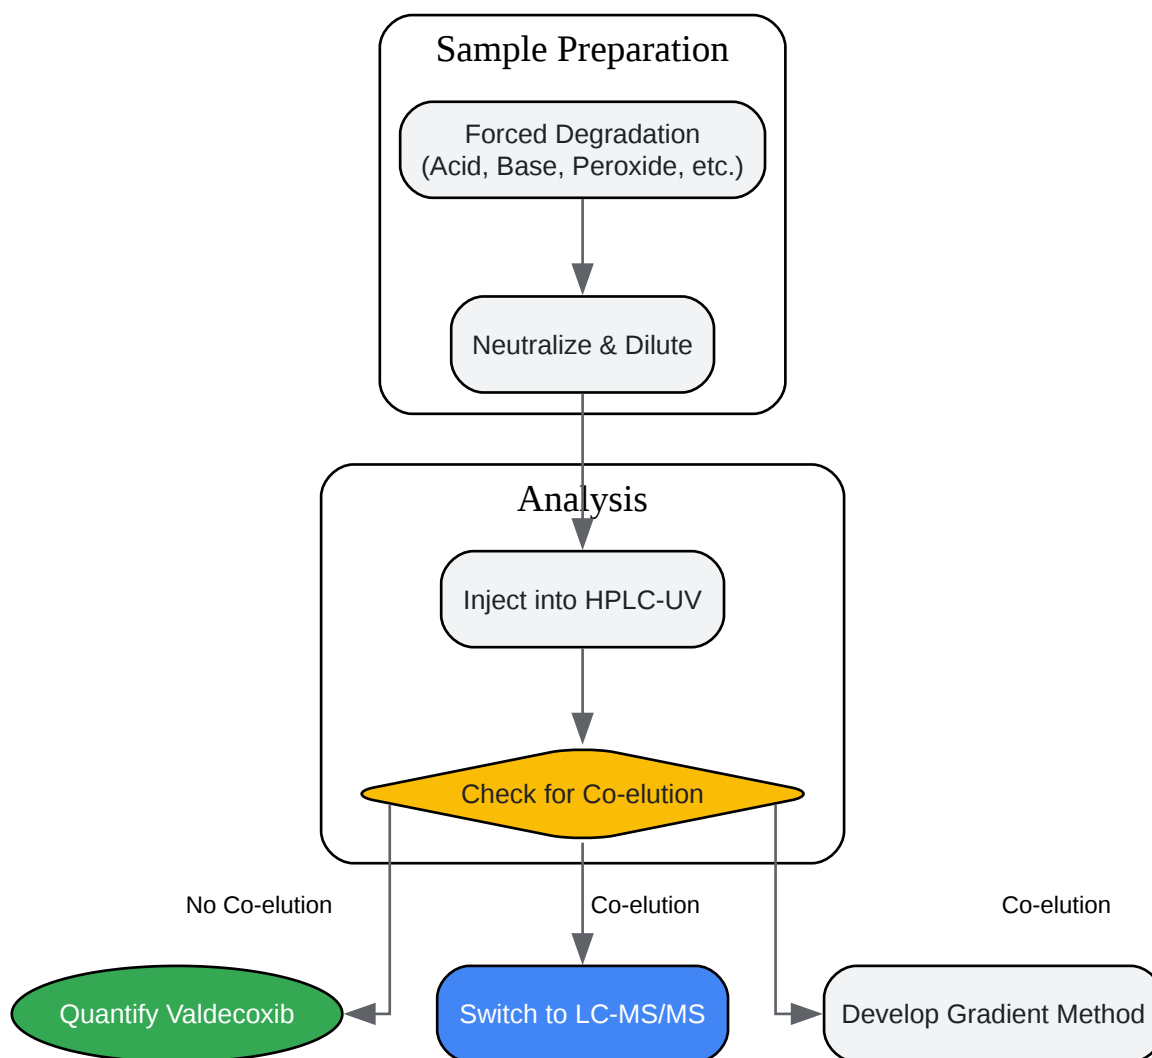 Sample Preparation
Forced Degradation
(Acid, Base, Peroxide, etc.)
Neutralize & Dilute
Analysis
Inject into HPLC-UV
Check for Co-elution
No Co-elution
Co-elution
Co-elution
Quantify Valdecoxib
Switch to LC-MS/MS
Develop Gradient Method